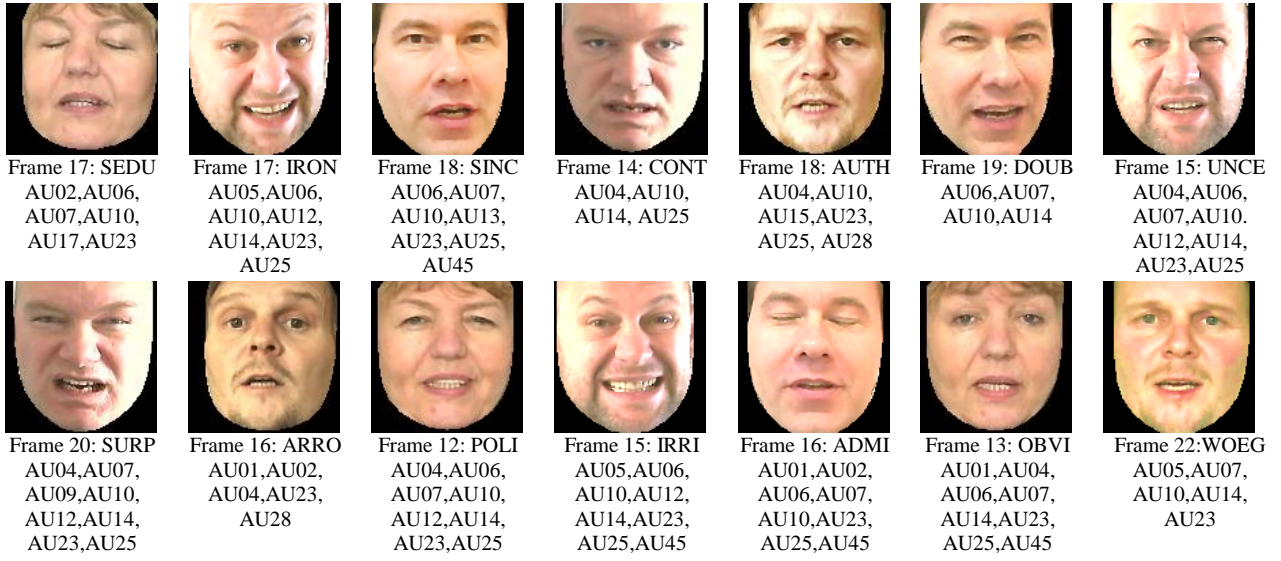 Frame 17: SEDU
AU02,AU06,
AU07,AU10,
AU17,AU23
Frame 17: IRON
AU05,AU06,
AU10,AU12,
AU14,AU23,
AU25
Frame 18: SINC
AU06,AU07,
AU10,AU13,
AU23,AU25,
AU45
Frame 14: CONT
AU04,AU10,
AU14, AU25
Frame 18: AUTH
AU04,AU10,
AU15,AU23,
AU25, AU28
Frame 19: DOUB
AU06,AU07,
AU10,AU14
Frame 15: UNCE
AU04,AU06,
AU07,AU10.
AU12,AU14,
AU23,AU25
Frame 20: SURP
AU04,AU07,
AU09,AU10,
AU12,AU14,
AU23,AU25
Frame 16: ARRO
AU01,AU02,
AU04,AU23,
AU28
Frame 12: POLI
AU04,AU06,
AU07,AU10,
AU12,AU14,
AU23,AU25
Frame 15: IRRI
AU05,AU06,
AU10,AU12,
AU14,AU23,
AU25,AU45
Frame 16: ADMI
AU01,AU02,
AU06,AU07,
AU10,AU23,
AU25,AU45
Frame 13: OBVI
AU01,AU04,
AU06,AU07,
AU14,AU23,
AU25,AU45
Frame 22:WOEG
AU05,AU07,
AU10,AU14,
AU23